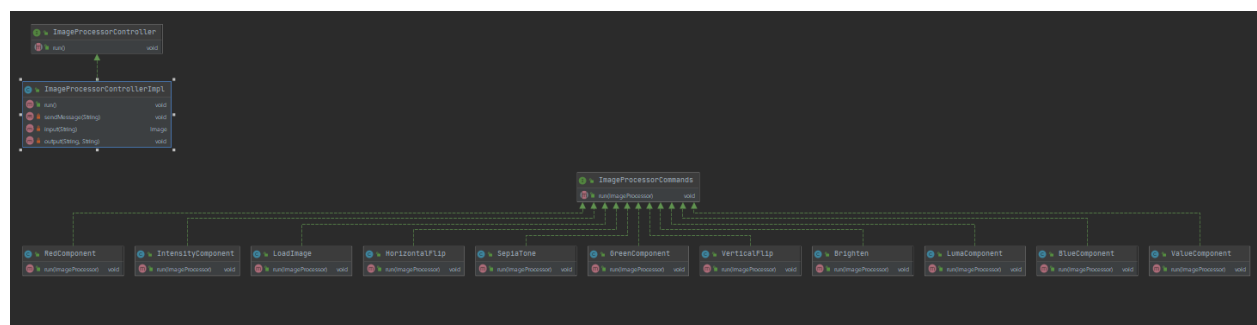 ImageProcessorController
run() void
ImageProcessorControllerImpl
run() void
sendMessage(String) void
input(String) Image
output(String, String) void
ImageProcessorCommands
run(ImageProcessor) void
RedComponent IntensityComponent LoadImage HorizontalFlip SepiaTone GreenComponent VerticalFlip Brighten LumaComponent BlueComponent ValueComponent
run(ImageProcessor) void run(ImageProcessor) void run(ImageProcessor) void run(ImageProcessor) void run(ImageProcessor) void run(ImageProcessor) void run(ImageProcessor) void run(ImageProcessor) void run(ImageProcessor) void run(ImageProcessor) void run(ImageProcessor) void